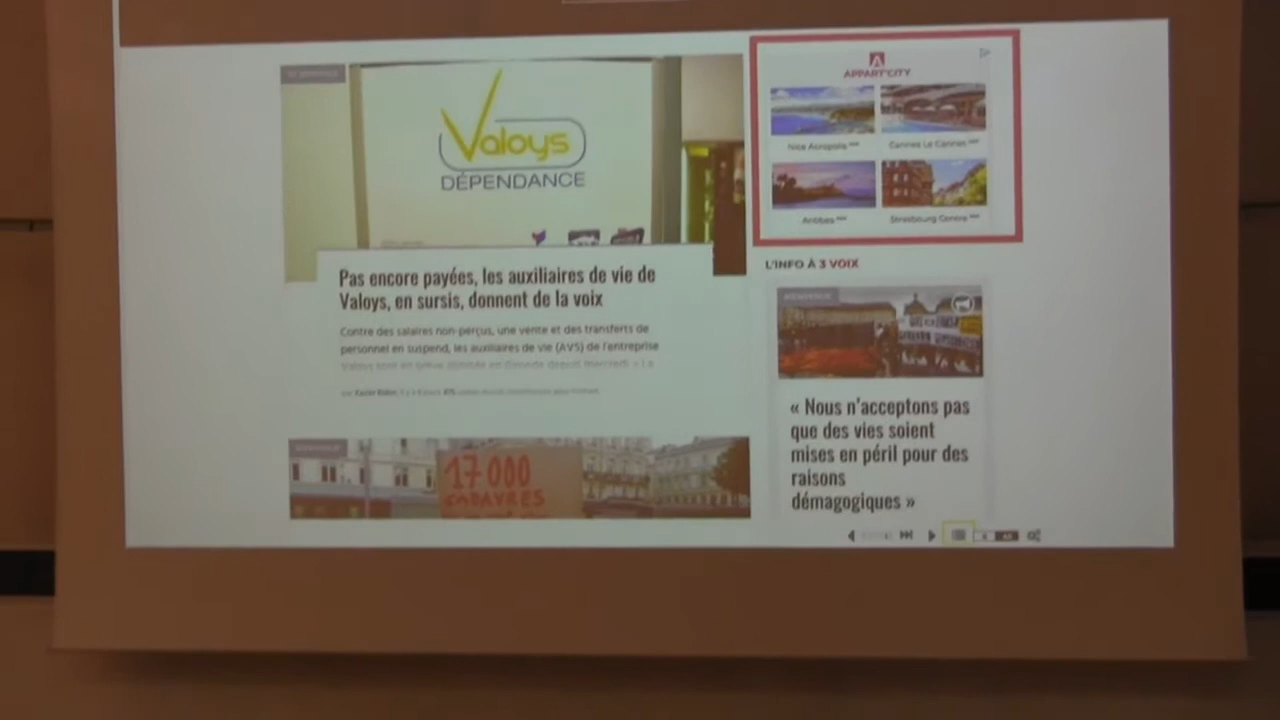 Valoys
DÉPENDANCE
Pas encore payées, les auxiliaires de vie de
Valoys, en sursis, donnent de la voix
Contre des salaires non-perçus, une vente et des transferts de
personnel en suspend, les auxiliaires de vie (AVS) de l'entreprise
17 000
CADAVRES
APPART'CITY
Nice Acropolis
Cannes Le Cannet
Antibes
Strasbourg Centre
L'INFO À 3 VOIX
« Nous n'acceptons pas
que des vies soient
mises en péril pour des
raisons
démagogiques »